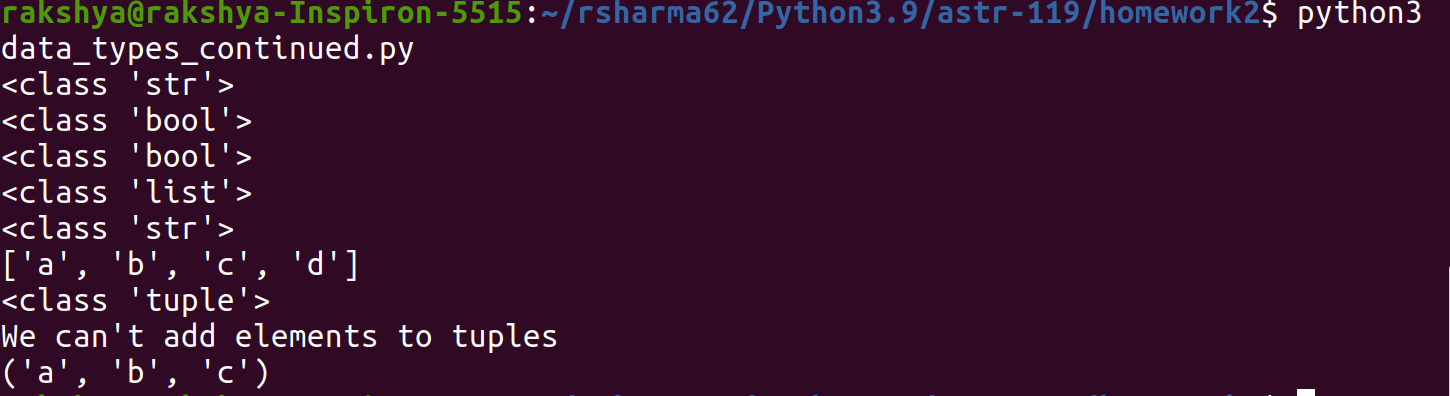 rakshya@rakshya-Inspiron-5515:~/rsharma62/Python3.9/astr-119/homework2$ python3
data_types_continued.py
<class 'str'>
<class 'bool'>
<class 'bool'>
<class 'list'>
<class 'str'>
['a', 'b', 'c', 'd']
<class 'tuple'>
We can't add elements to tuples
('a', 'b', 'c')